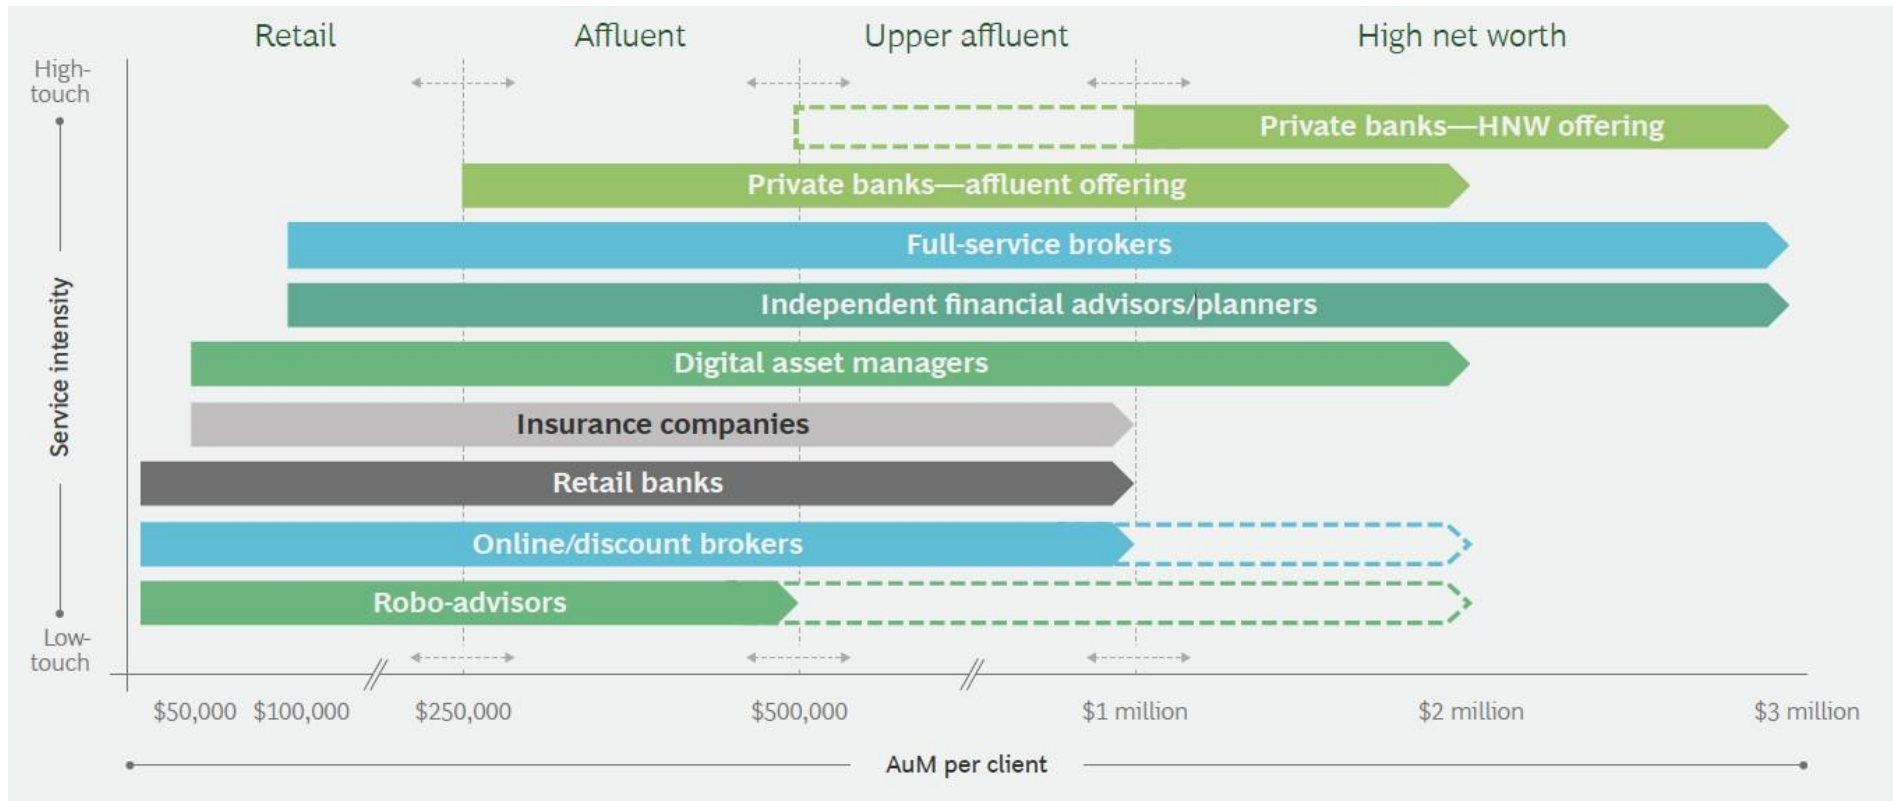 Retail
Affluent
Upper affluent
High net worth
High-
touch
Private banks—HNW offering
Private banks—affluent offering
Full-service brokers
Independent financial advisors/planners
Service intensity
Digital asset managers
Insurance companies
Retail banks
Online/discount brokers
Robo-advisors
Low-
touch
$50,000 $100,000 $250,000 $500,000 $1 million $2 million $3 million
AuM per client